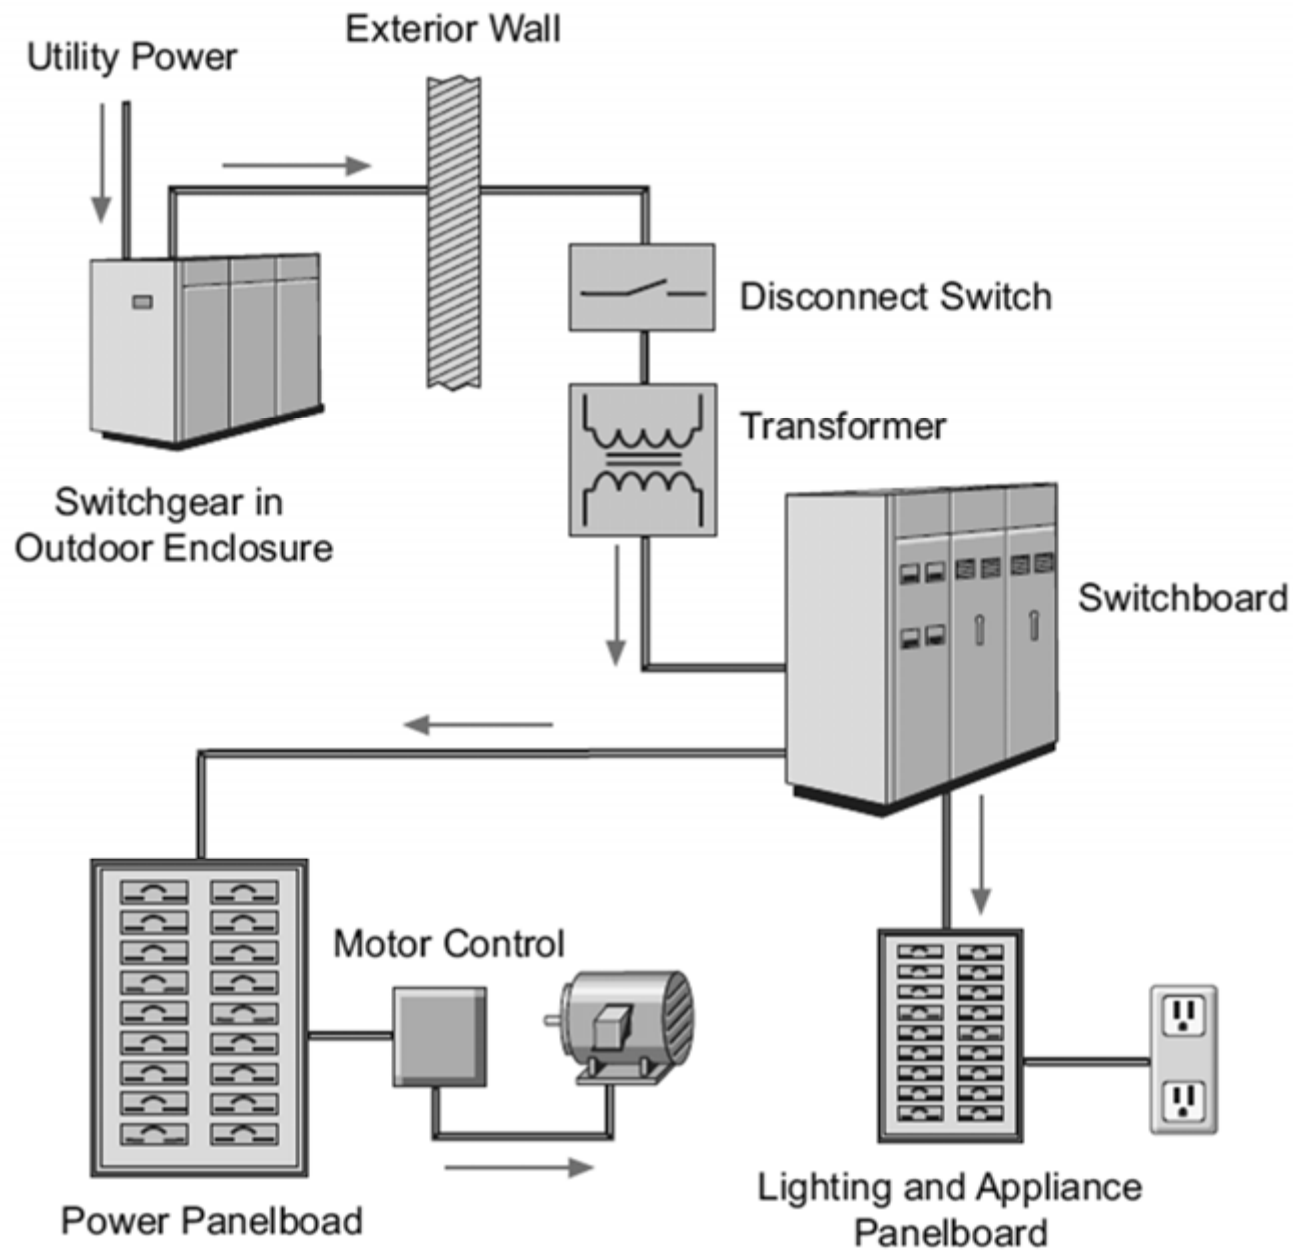 Exterior Wall
Utility Power
Disconnect Switch
Transformer
Switchgear in
Outdoor Enclosure
Switchboard
Motor Control
Power Panelboad
Lighting and Appliance
Panelboard